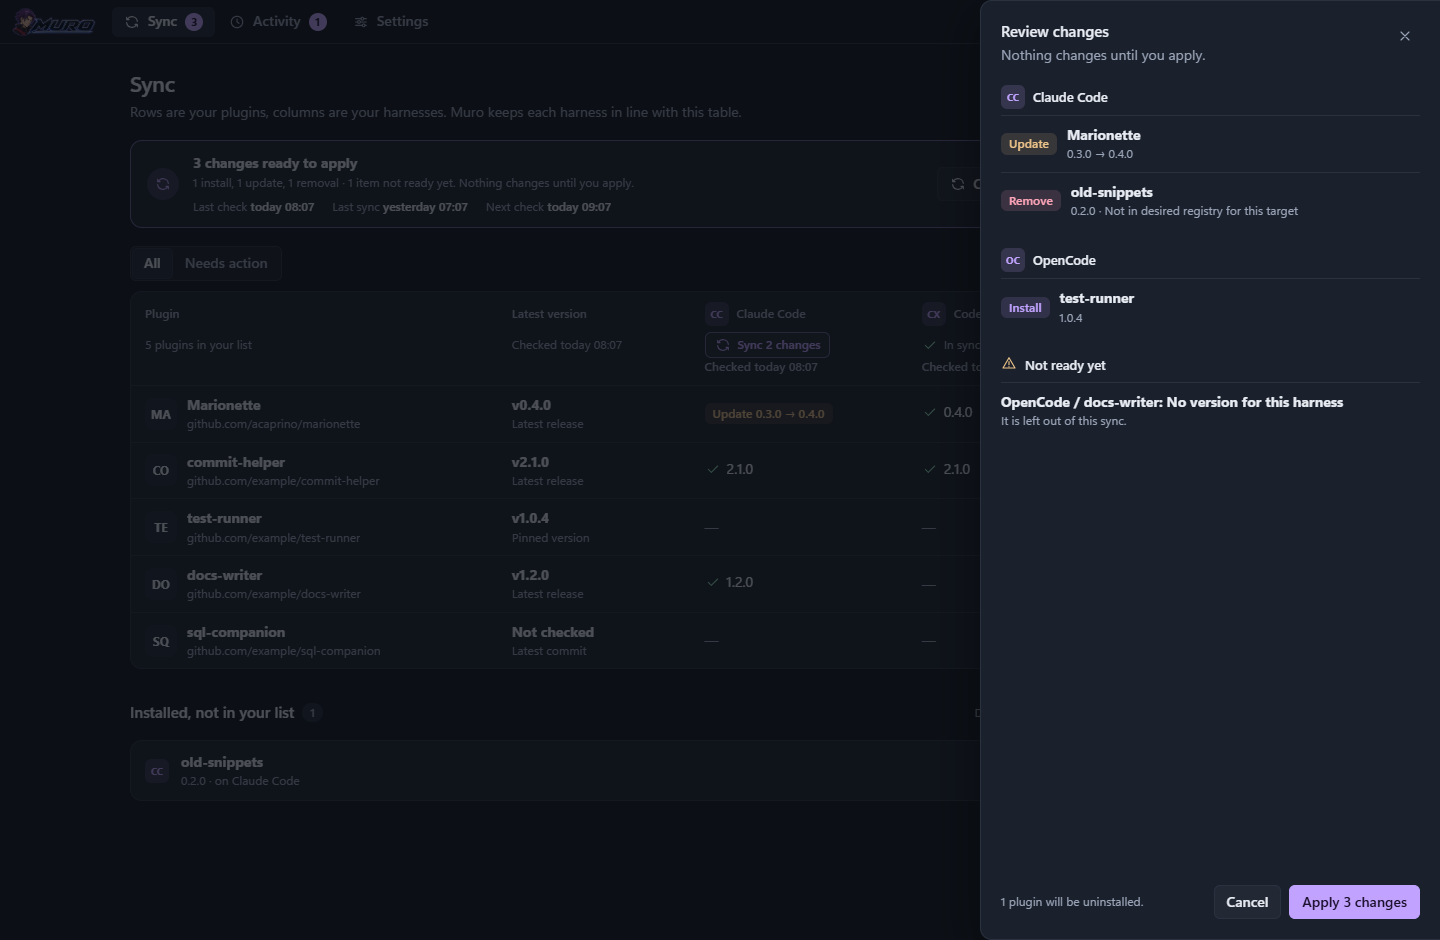 MURO
Sync 3
Activity 1
Settings
Sync
Rows are your plugins, columns are your harnesses. Muro keeps each harness in line with this table.
3 changes ready to apply
1 install, 1 update, 1 removal · 1 item not ready yet. Nothing changes until you apply.
Last check today 08:07 Last sync yesterday 07:07 Next check today 09:07
All Needs action
Plugin Latest version CC Claude Code CX Code
5 plugins in your list Checked today 08:07 Sync 2 changes In sync
Checked today 08:07 Checked to
MA Marionette v0.4.0 Update 0.3.0 → 0.4.0 0.4.0
github.com/acaprino/marionette Latest release
CO commit-helper v2.1.0 2.1.0 2.1.0
github.com/example/commit-helper Latest release
TE test-runner v1.0.4 — —
github.com/example/test-runner Pinned version
DO docs-writer v1.2.0 1.2.0 —
github.com/example/docs-writer Latest release
SQ sql-companion Not checked — —
github.com/example/sql-companion Latest commit
Installed, not in your list 1
CC old-snippets
0.2.0 · on Claude Code
Review changes
Nothing changes until you apply.
CC Claude Code
Update Marionette
0.3.0 → 0.4.0
Remove old-snippets
0.2.0 · Not in desired registry for this target
OC OpenCode
Install test-runner
1.0.4
Not ready yet
OpenCode / docs-writer: No version for this harness
It is left out of this sync.
1 plugin will be uninstalled.
Cancel
Apply 3 changes